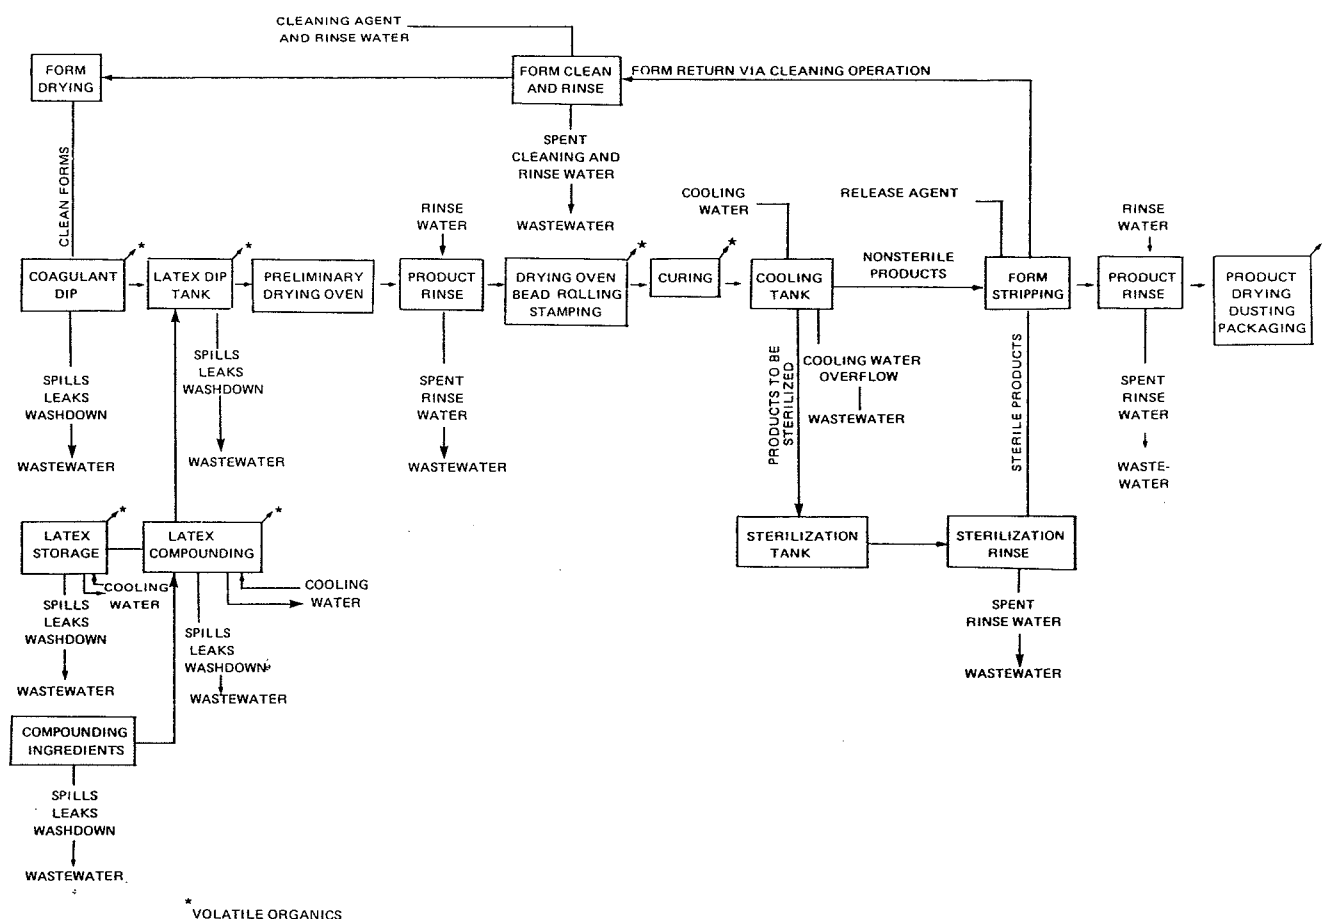 CLEANING AGENT
AND RINSE WATER
FORM
DRYING
FORM CLEAN
AND RINSE
FORM RETURN VIA CLEANING OPERATION
CLEAN FORMS
SPENT
CLEANING AND
RINSE WATER
WASTEWATER
RINSE
WATER
COOLING
WATER
RELEASE AGENT
RINSE
WATER
COAGULANT
DIP
*
LATEX DIP
TANK
*
PRELIMINARY
DRYING OVEN
PRODUCT
RINSE
DRYING OVEN
BEAD ROLLING
STAMPING
*
CURING
*
COOLING
TANK
NONSTERILE
PRODUCTS
FORM
STRIPPING
PRODUCT
RINSE
PRODUCT
DRYING
DUSTING
PACKAGING
*
SPILLS
LEAKS
WASHDOWN
WASTEWATER
SPILLS
LEAKS
WASHDOWN
WASTEWATER
SPENT
RINSE
WATER
WASTEWATER
PRODUCTS TO BE
STERILIZED
COOLING WATER
OVERFLOW
WASTEWATER
STERILE PRODUCTS
SPENT
RINSE
WATER
WASTE-
WATER
LATEX
STORAGE
*
LATEX
COMPOUNDING
*
STERILIZATION
TANK
STERILIZATION
RINSE
COOLING
WATER
COOLING
WATER
SPILLS
LEAKS
WASHDOWN
WASTEWATER
SPILLS
LEAKS
WASHDOWN
WASTEWATER
SPENT
RINSE WATER
WASTEWATER
COMPOUNDING
INGREDIENTS
SPILLS
LEAKS
WASHDOWN
WASTEWATER
*VOLATILE ORGANICS